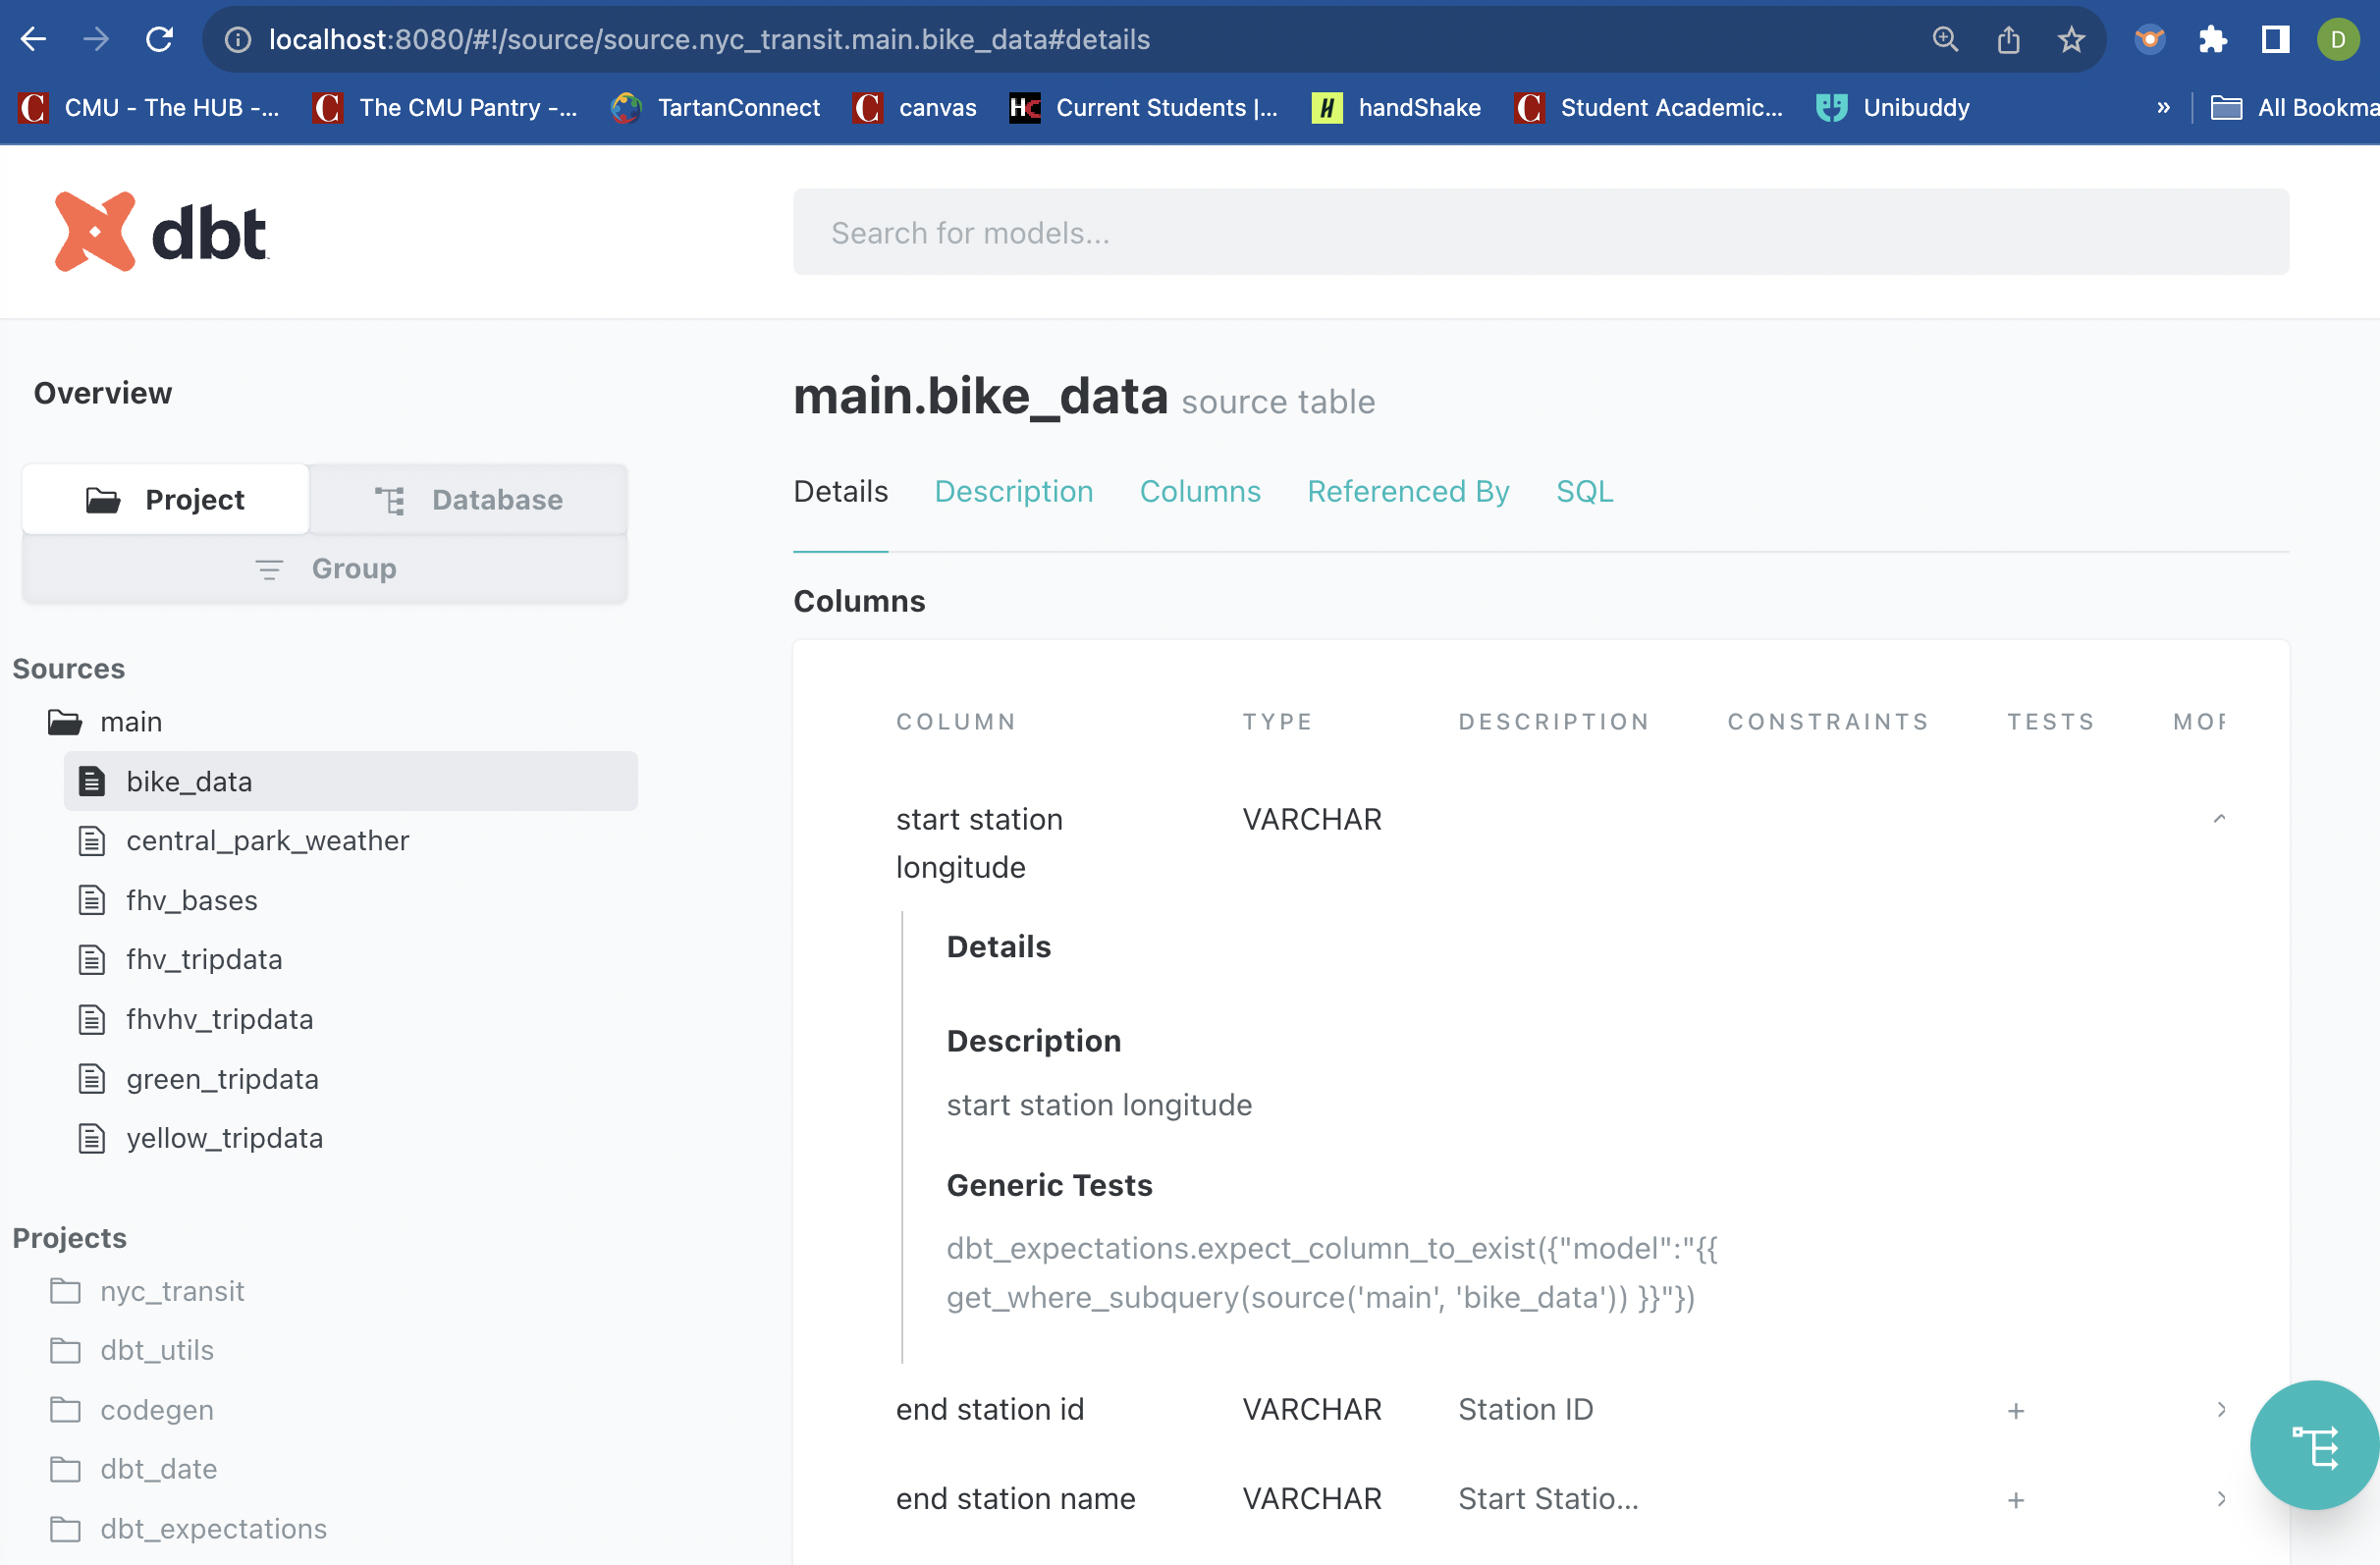 localhost:8080/#!/source/source.nyc_transit.main.bike_data#details
D
CMU - The HUB -...
The CMU Pantry -...
TartanConnect
canvas
HC
Current Students |...
H
handShake
Student Academic...
Unibuddy
»
All Bookma
dbt
Search for models...
Overview
Project
Database
Group
Sources
main
bike_data
central_park_weather
fhv_bases
fhv_tripdata
fhvhv_tripdata
green_tripdata
yellow_tripdata
Projects
nyc_transit
dbt_utils
codegen
dbt_date
dbt_expectations
main.bike_data source table
Details Description Columns Referenced By SQL
Columns
COLUMN TYPE DESCRIPTION CONSTRAINTS TESTS MOR
start station VARCHAR
longitude
Details
Description
start station longitude
Generic Tests
dbt_expectations.expect_column_to_exist({"model":"{{
get_where_subquery(source('main', 'bike_data')) }}"})
end station id VARCHAR Station ID + >
end station name VARCHAR Start Statio... + >